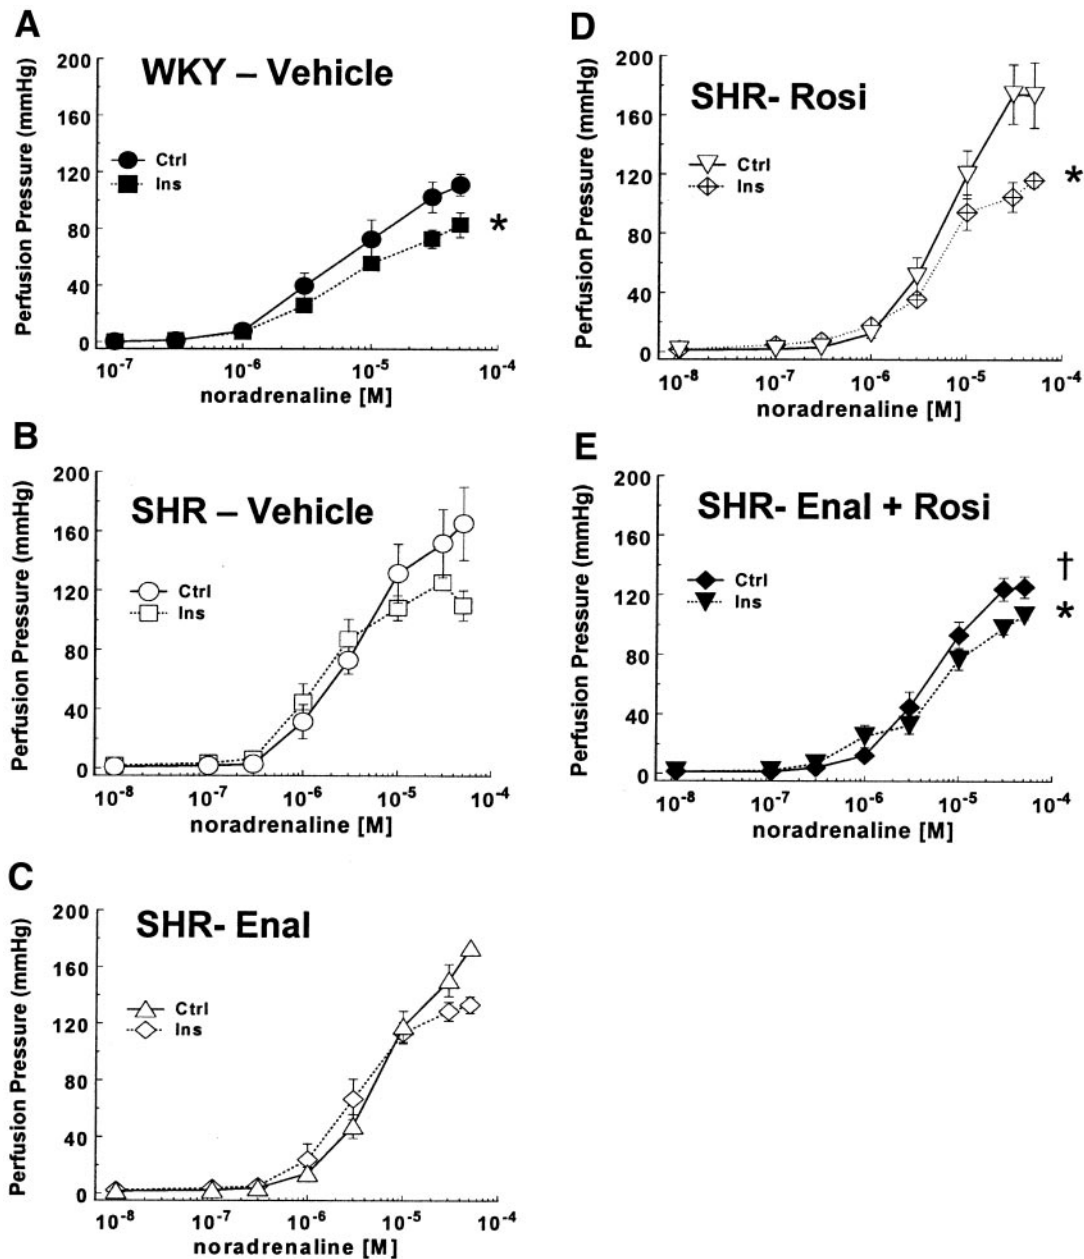 A
WKY – Vehicle
Perfusion Pressure (mmHg)
200
160
120
80
40
0
Ctrl
Ins
*
10-7
10-6
10-5
10-4
noradrenaline [M]
B
SHR – Vehicle
Perfusion Pressure (mmHg)
200
160
120
80
40
0
Ctrl
Ins
10-8
10-7
10-6
10-5
10-4
noradrenaline [M]
C
SHR- Enal
Perfusion Pressure (mmHg)
200
160
120
80
40
0
Ctrl
Ins
10-8
10-7
10-6
10-5
10-4
noradrenaline [M]
D
SHR- Rosi
Perfusion Pressure (mmHg)
200
160
120
80
40
0
Ctrl
Ins
*
10-8
10-7
10-6
10-5
10-4
noradrenaline [M]
E
SHR- Enal + Rosi
Perfusion Pressure (mmHg)
200
160
120
80
40
0
Ctrl
Ins
†
*
10-8
10-7
10-6
10-5
10-4
noradrenaline [M]